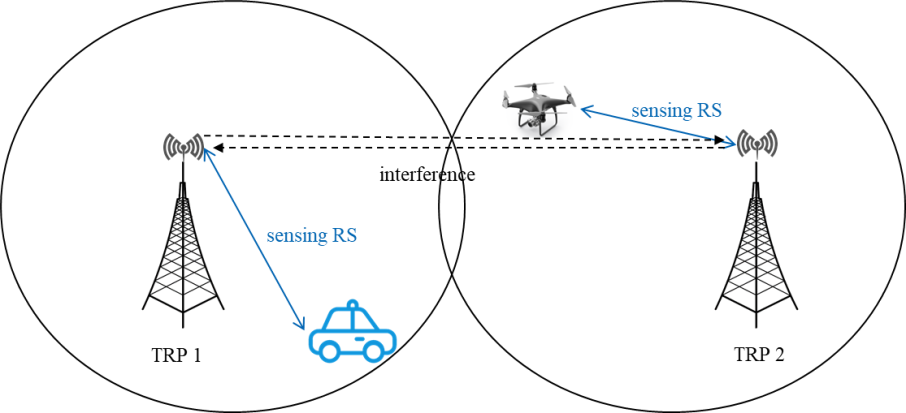 sensing RS
interference
sensing RS
TRP 1
TRP 2